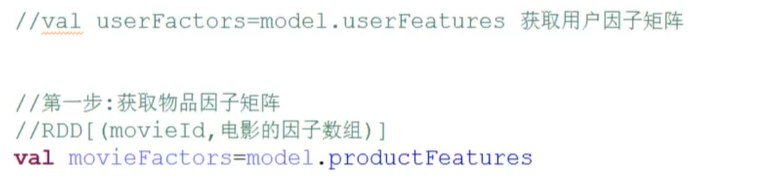 //val userFactors=model.userFeatures 获取用户因子矩阵
//第一步:获取物品因子矩阵
//RDD[(movieId,电影的因子数组)]
val movieFactors=model.productFeatures